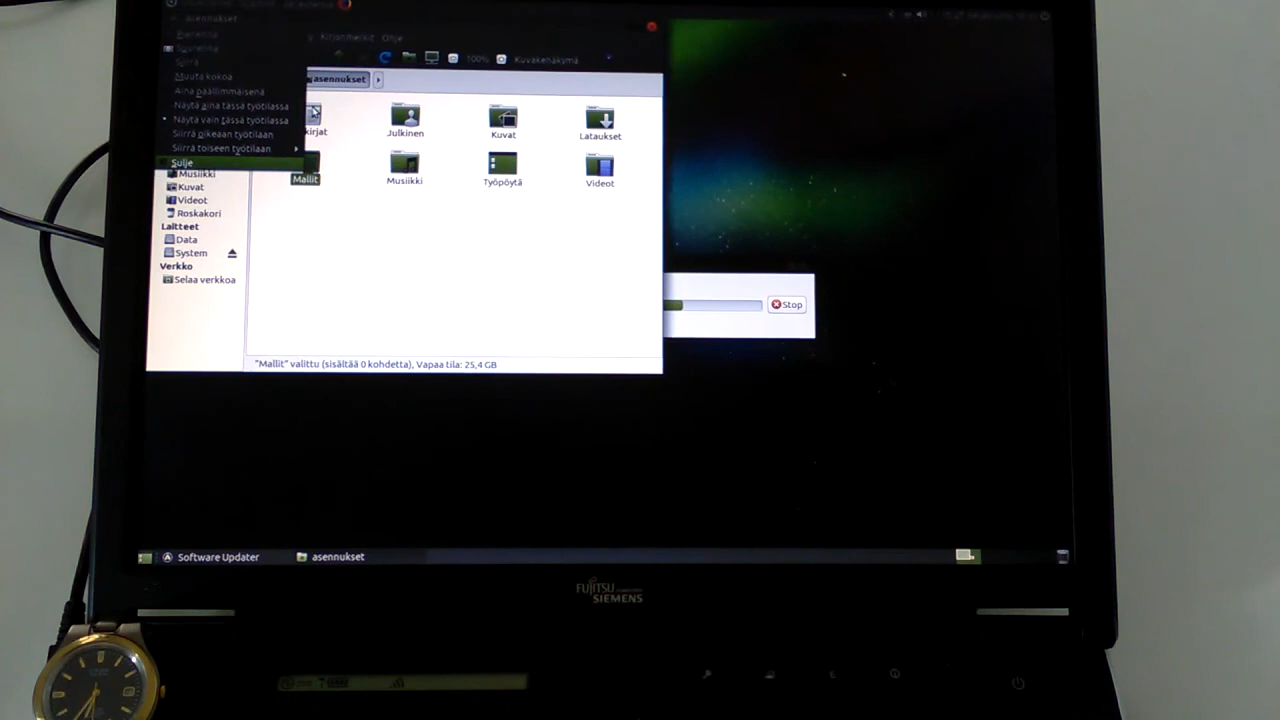 asennukset
Pienennä
Suurenna
Siirrä
Muuta kokoa
Aina päällimmäisenä
Näytä aina tässä työtilassa
Näytä vain tässä työtilassa
Siirrä oikeaan työtilaan
Siirrä toiseen työtilaan
Sulje
Kirjanmerkit Ohje
100% Kuvakenäkymä
asennukset
kirjat
Julkinen
Kuvat
Lataukset
Mallit
Musiikki
Työpöytä
Videot
Musiikki
Kuvat
Videot
Roskakori
Laitteet
Data
System
Verkko
Selaa verkkoa
"Mallit" valittu (sisältää 0 kohdetta), Vapaa tila: 25,4 GB
Stop
Software Updater
asennukset
FUJITSU
SIEMENS